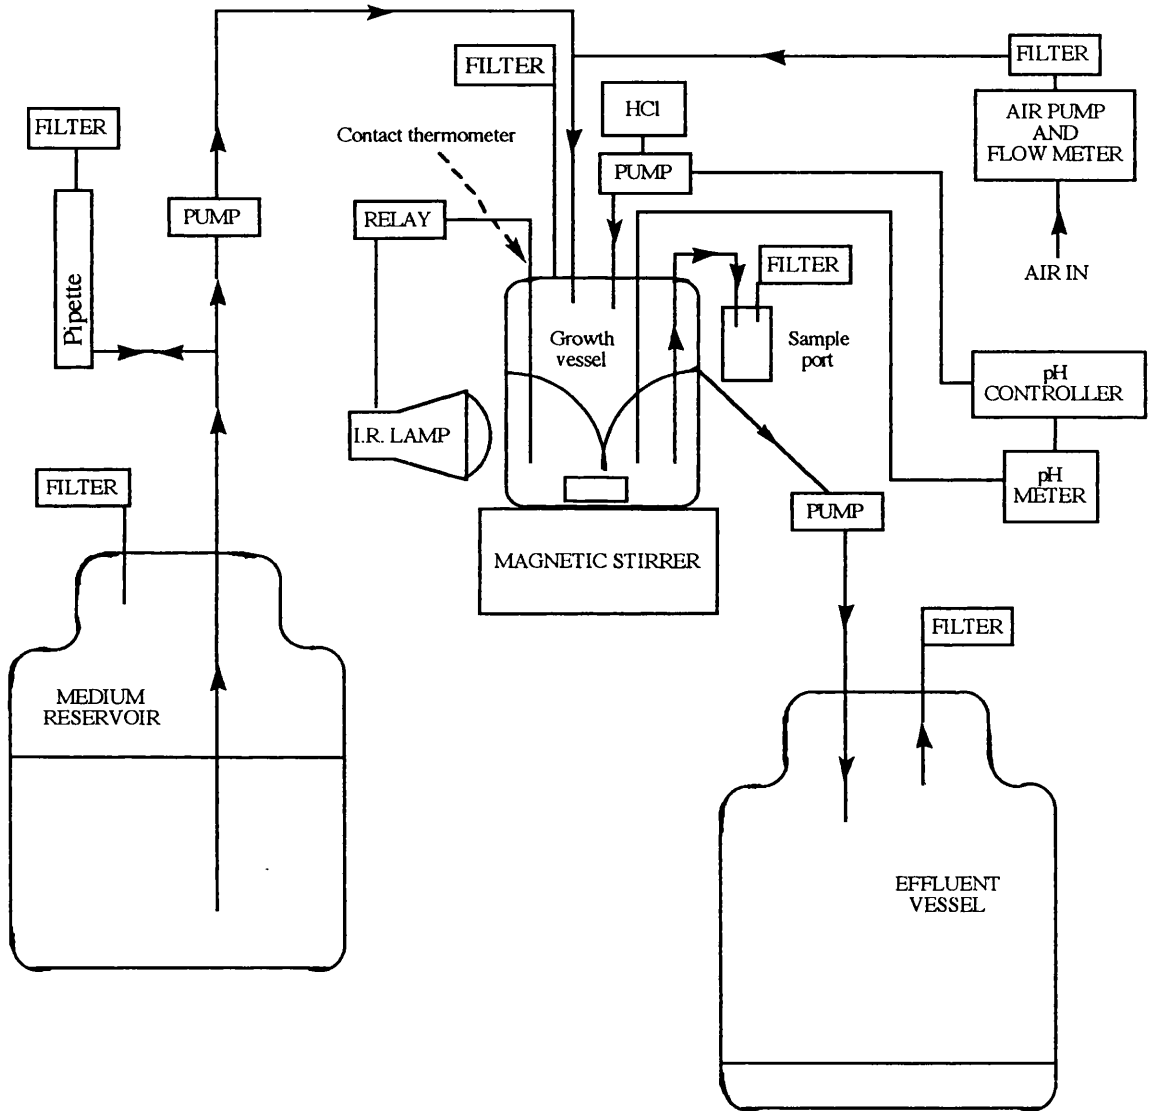 FILTER
FILTER
AIR PUMP
AND
FLOW METER
HCl
FILTER
Contact thermometer
PUMP
PUMP
RELAY
FILTER
AIR IN
Pipette
Growth
vessel
Sample
port
pH
CONTROLLER
I.R. LAMP
FILTER
pH
METER
PUMP
MAGNETIC STIRRER
FILTER
MEDIUM
RESERVOIR
EFFLUENT
VESSEL